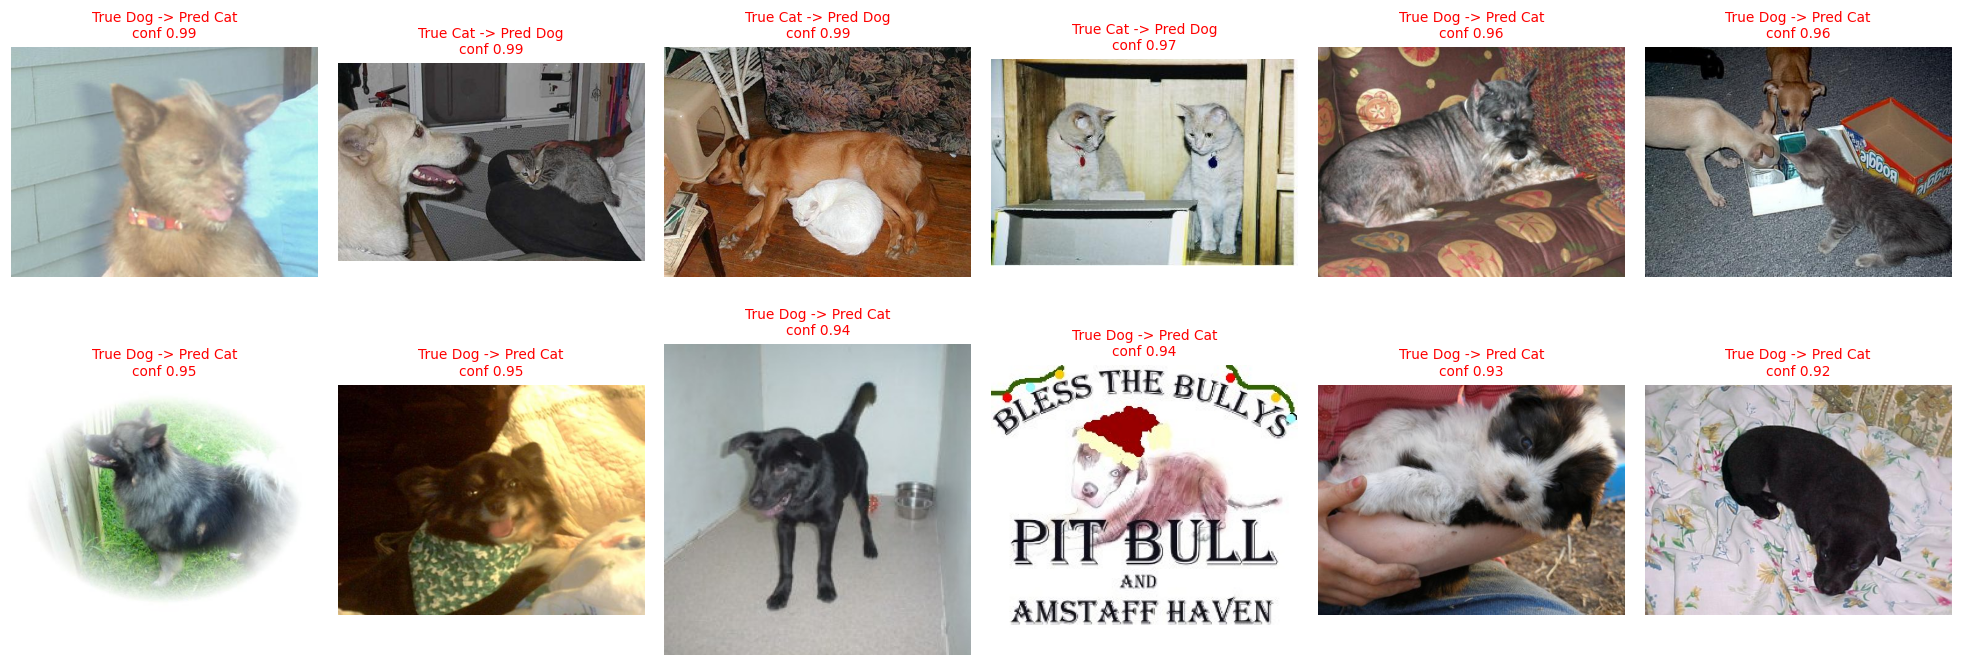 True Dog -> Pred Cat
conf 0.99
True Cat -> Pred Dog
conf 0.99
True Cat -> Pred Dog
conf 0.99
True Cat -> Pred Dog
conf 0.97
True Dog -> Pred Cat
conf 0.96
True Dog -> Pred Cat
conf 0.96
Boggle
Boggle
True Dog -> Pred Cat
conf 0.95
True Dog -> Pred Cat
conf 0.95
True Dog -> Pred Cat
conf 0.94
True Dog -> Pred Cat
conf 0.94
BLESS THE BULLYS
PIT BULL
AND
AMSTAFF HAVEN
True Dog -> Pred Cat
conf 0.93
True Dog -> Pred Cat
conf 0.92